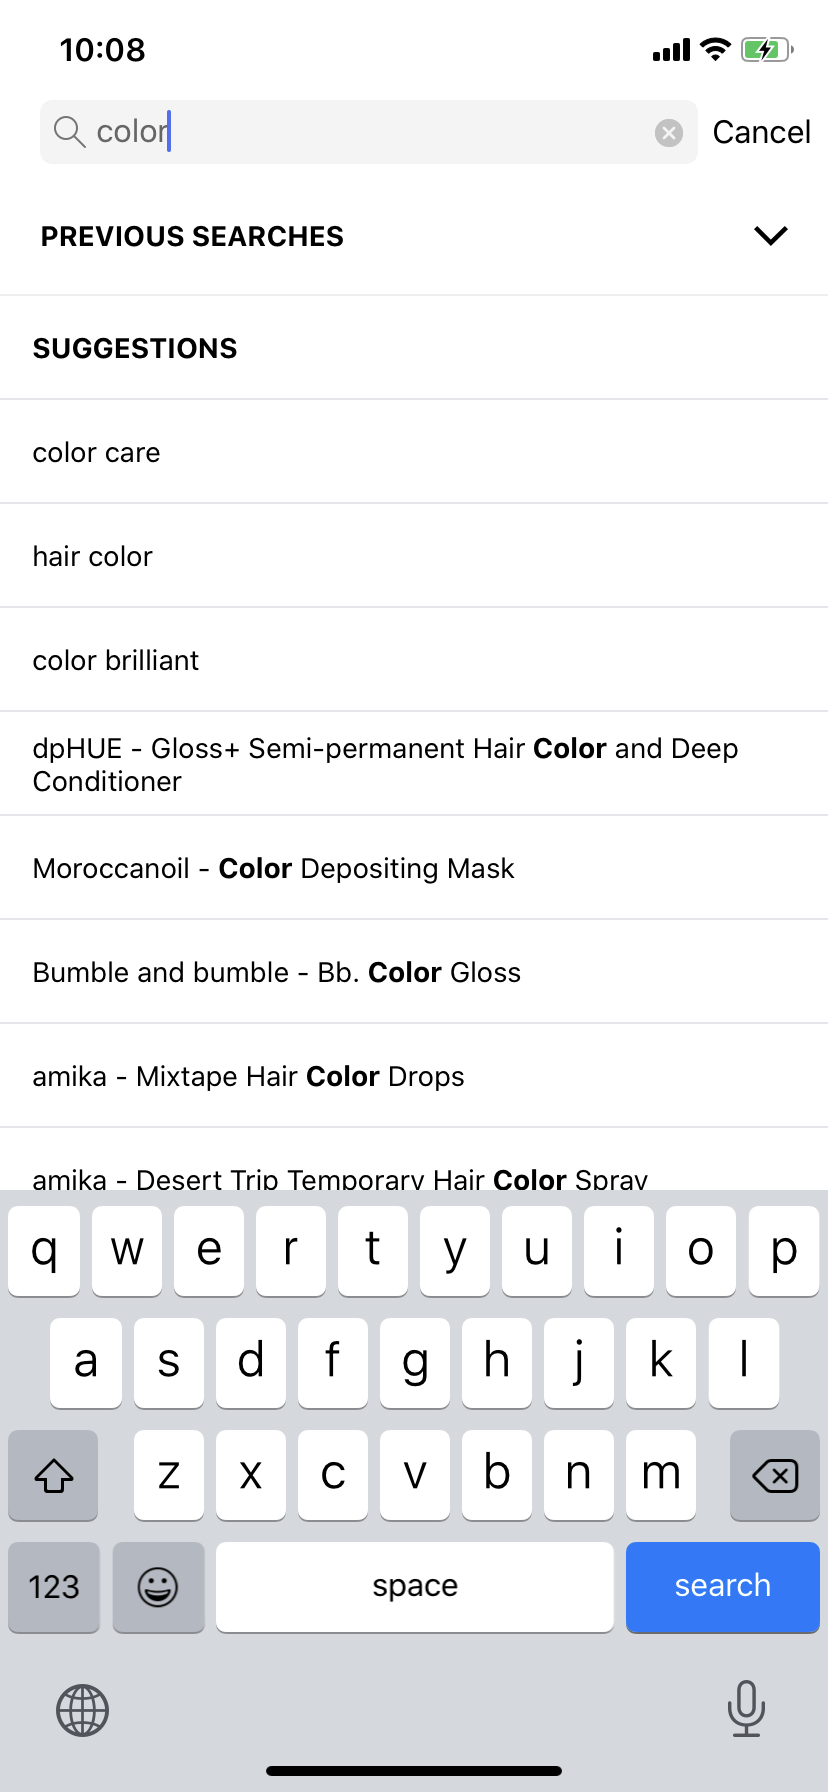 10:08
color
Cancel
PREVIOUS SEARCHES
SUGGESTIONS
color care
hair color
color brilliant
dpHUE - Gloss+ Semi-permanent Hair Color and Deep
Conditioner
Moroccanoil - Color Depositing Mask
Bumble and bumble - Bb. Color Gloss
amika - Mixtape Hair Color Drops
amika - Desert Trip Temporary Hair Color Spray
q w e r t y u i o p
a s d f g h j k l
z x c v b n m
123
space
search